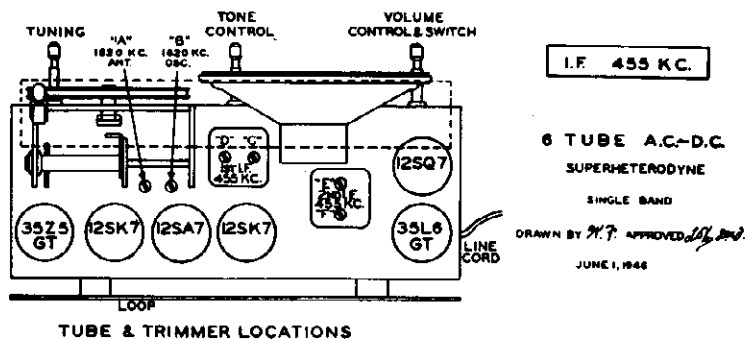 TUNING
"A"
1620 KC.
ANT.
"B"
1620 KC.
OSC.
TONE
CONTROL
VOLUME
CONTROL & SWITCH
I.F. 455 KC.
"D" "C"
1st I.F.
455 KC.
"E"
2nd I.F.
455 KC.
"F"
12SQ7
35Z5
GT
12SK7
12SA7
12SK7
35L6
GT
LINE
CORD
LOOP
TUBE & TRIMMER LOCATIONS
6 TUBE A.C.-D.C.
SUPERHETERODYNE
SINGLE BAND
DRAWN BY APPROVED
JUNE 1, 1946